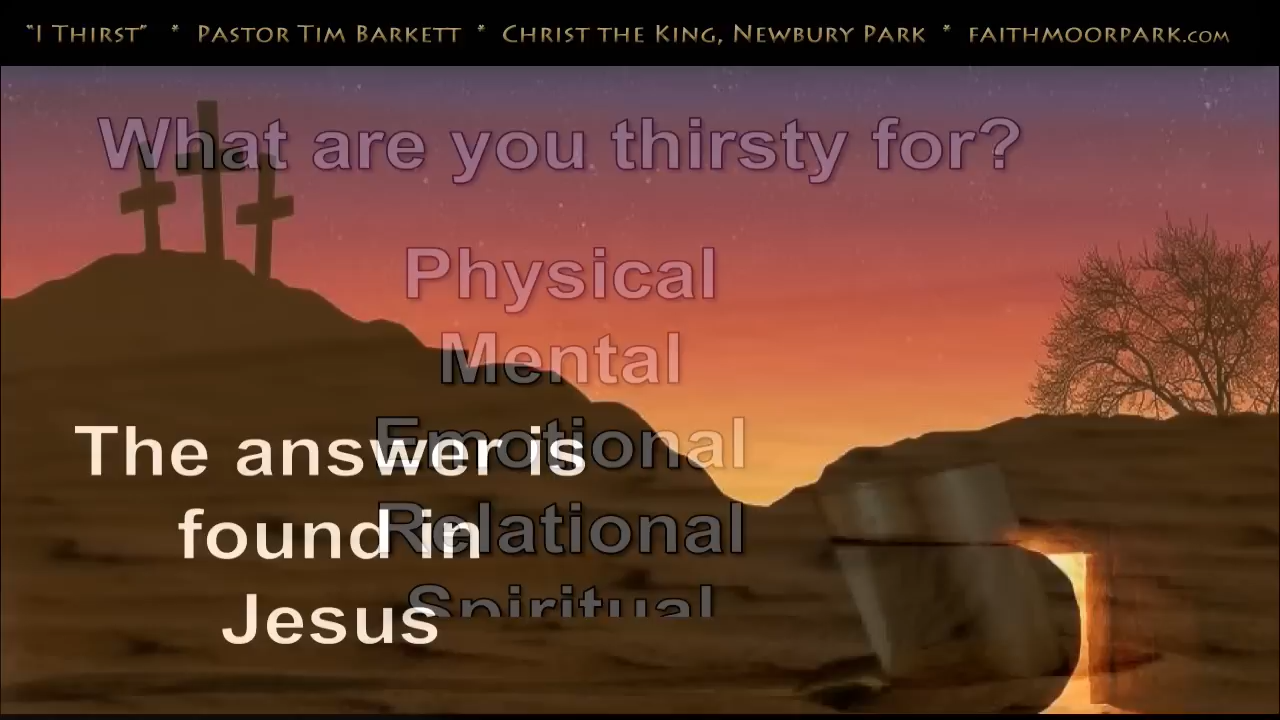 "I Thirst" * Pastor Tim Barkett * Christ the King, Newbury Park * faithmoorpark.com
What are you thirsty for?
Physical
Mental
Emotional
Relational
Spiritual
The answer is
found in
Jesus